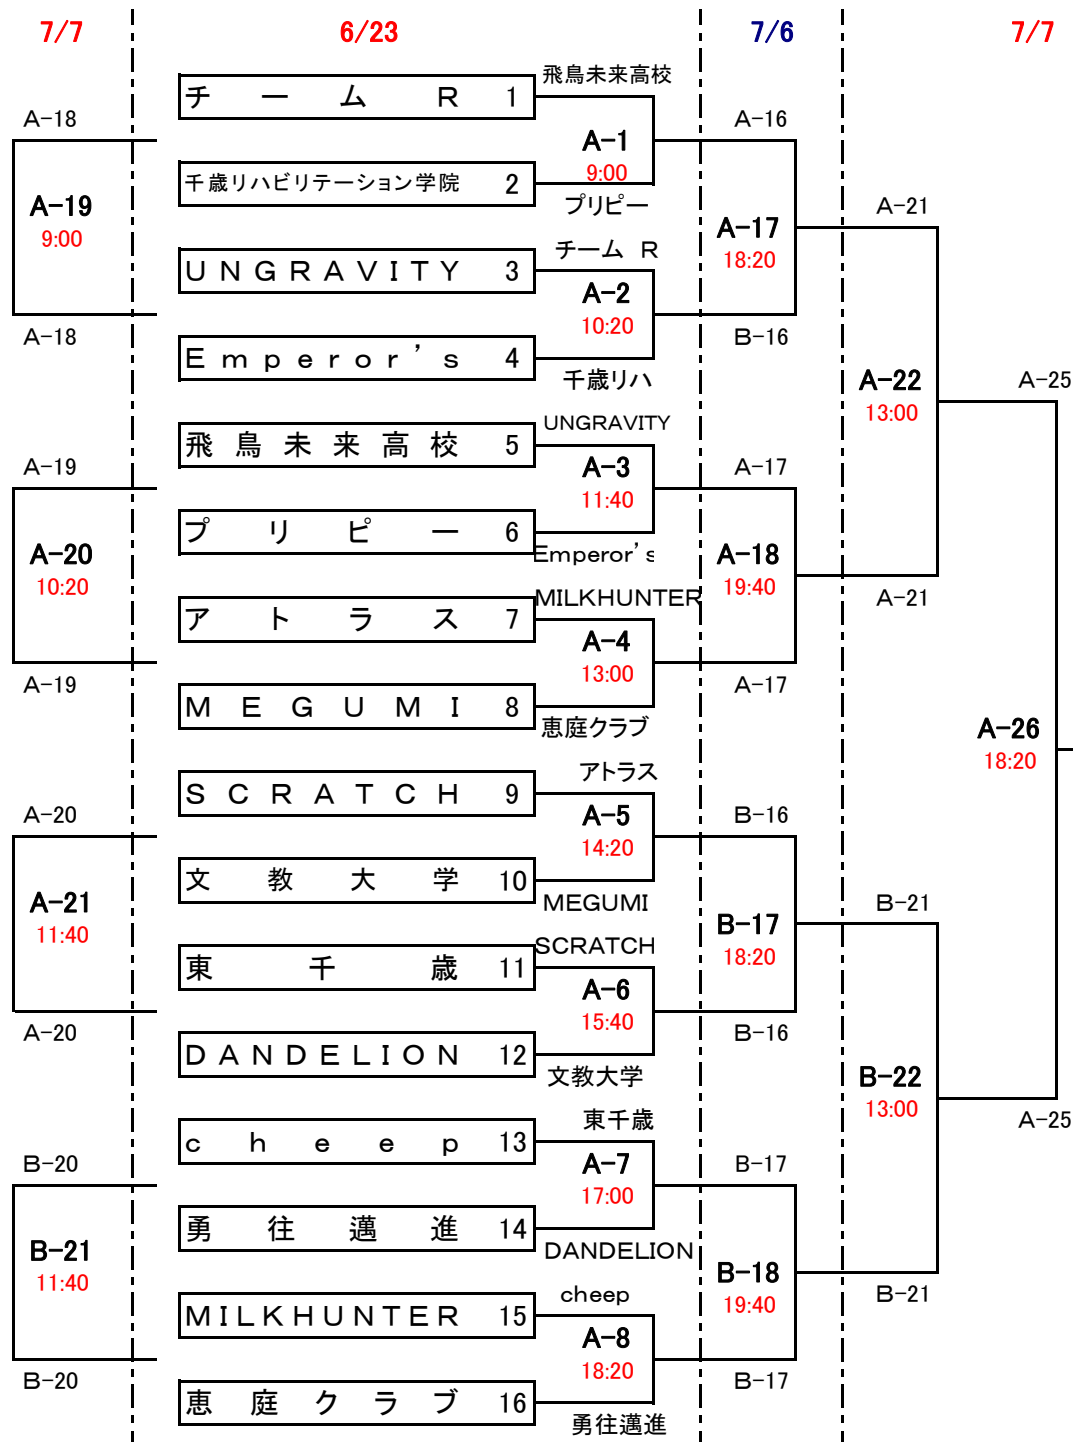 7/7 6/23 7/6 7/7
飛鳥未来高校
チームR 1
A-18 A-16
A-1
9:00
千歳リハビリテーション学院 2
プリピー
A-19
9:00
A-21
A-17
18:20
チーム R
UNGRAVITY 3
A-2
10:20
A-18 B-16
Emperor's 4
千歳リハ
A-22
13:00
A-25
UNGRAVITY
飛鳥未来高校 5
A-19 A-17
A-3
11:40
プリピー 6
Emperor's
A-20
10:20
A-18
19:40
MILKHUNTER
A-21
アトラス 7
A-4
13:00
A-19 A-17
MEGUMI 8
恵庭クラブ
A-26
18:20
アトラス
SCRATCH 9
A-20 B-16
A-5
14:20
文教大学 10
MEGUMI
A-21
11:40
B-21
B-17
18:20
SCRATCH
東千歳 11
A-6
15:40
A-20 B-16
DANDELION 12
文教大学
B-22
13:00
A-25
東千歳
cheep 13
B-20 B-17
A-7
17:00
勇往邁進 14
DANDELION
B-21
11:40
B-18
19:40
cheep
B-21
MILKHUNTER 15
A-8
18:20
B-20 B-17
恵庭クラブ 16
勇往邁進